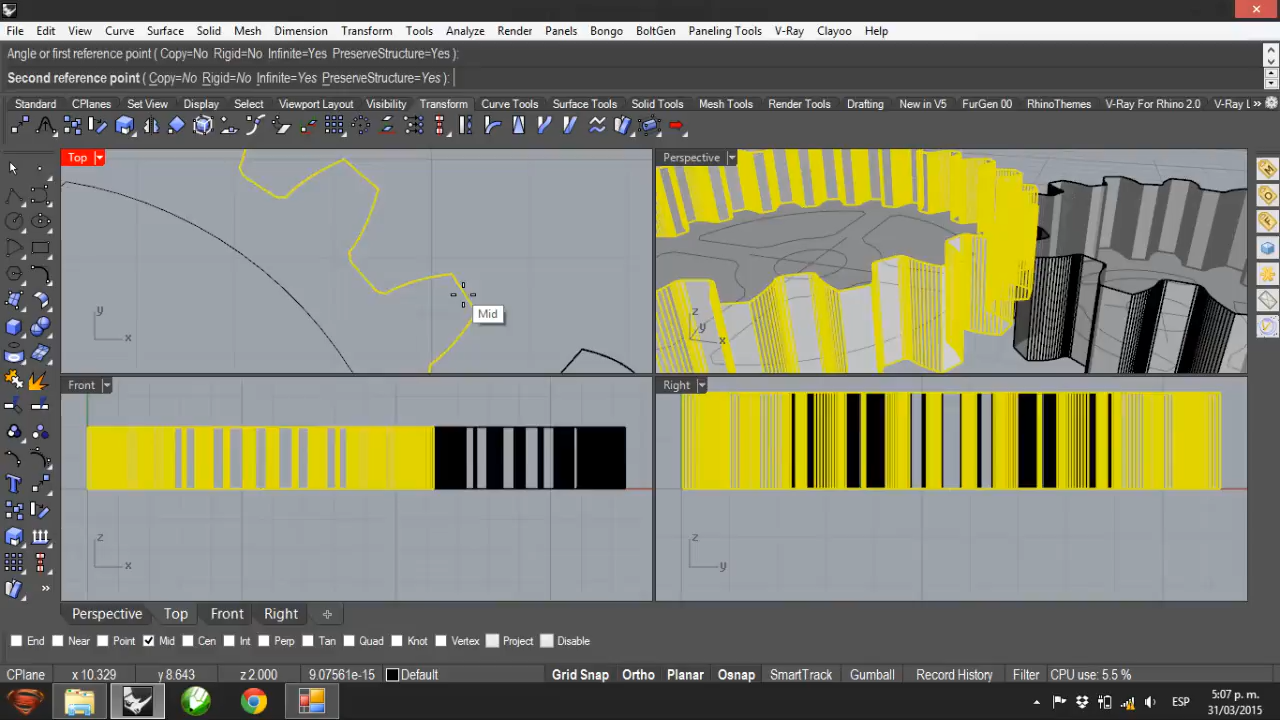 File Edit View Curve Surface Solid Mesh Dimension Transform Tools Analyze Render Panels Bongo BoltGen Paneling Tools V-Ray Clayoo Help
Angle or first reference point ( Copy=No Rigid=No Infinite=Yes PreserveStructure=Yes ):
Second reference point ( Copy=No Rigid=No Infinite=Yes PreserveStructure=Yes ):
Standard CPlanes Set View Display Select Viewport Layout Visibility Transform Curve Tools Surface Tools Solid Tools Mesh Tools Render Tools Drafting New in V5 FurGen 00 RhinoThemes V-Ray For Rhino 2.0 V-Ray L
Top
Perspective
y
x
Mid
z
y
x
Front
Right
z
x
z
y
Perspective Top Front Right
End Near Point Mid Cen Int Perp Tan Quad Knot Vertex Project Disable
CPlane x 10.329 y 8.643 z 2.000 9.07561e-15 Default Grid Snap Ortho Planar Osnap SmartTrack Gumball Record History Filter CPU use: 5.5 %
ESP
5:07 p. m.
31/03/2015